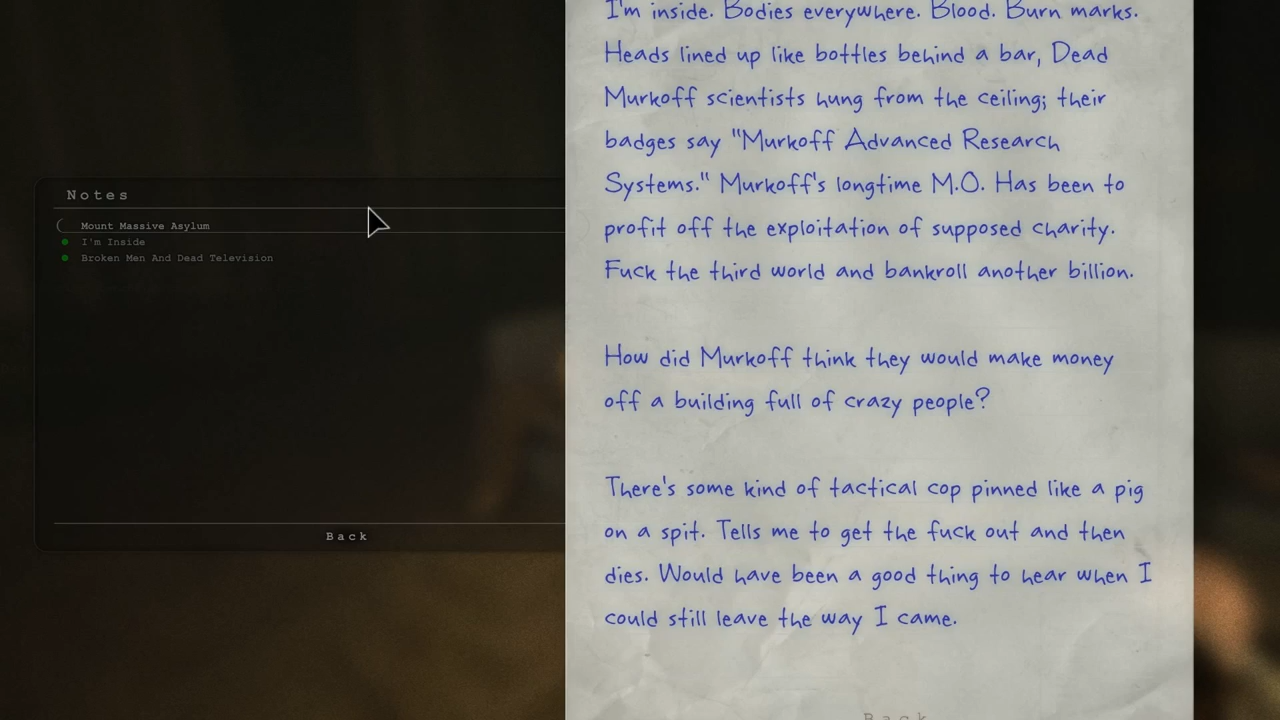 Notes
Mount Massive Asylum
I'm Inside
Broken Men And Dead Television
Back
I'm inside. Bodies everywhere. Blood. Burn marks.
Heads lined up like bottles behind a bar, Dead
Murkoff scientists hung from the ceiling; their
badges say "Murkoff Advanced Research
Systems." Murkoff's longtime M.O. Has been to
profit off the exploitation of supposed charity.
Fuck the third world and bankroll another billion.
How did Murkoff think they would make money
off a building full of crazy people?
There's some kind of tactical cop pinned like a pig
on a spit. Tells me to get the fuck out and then
dies. Would have been a good thing to hear when I
could still leave the way I came.
Back